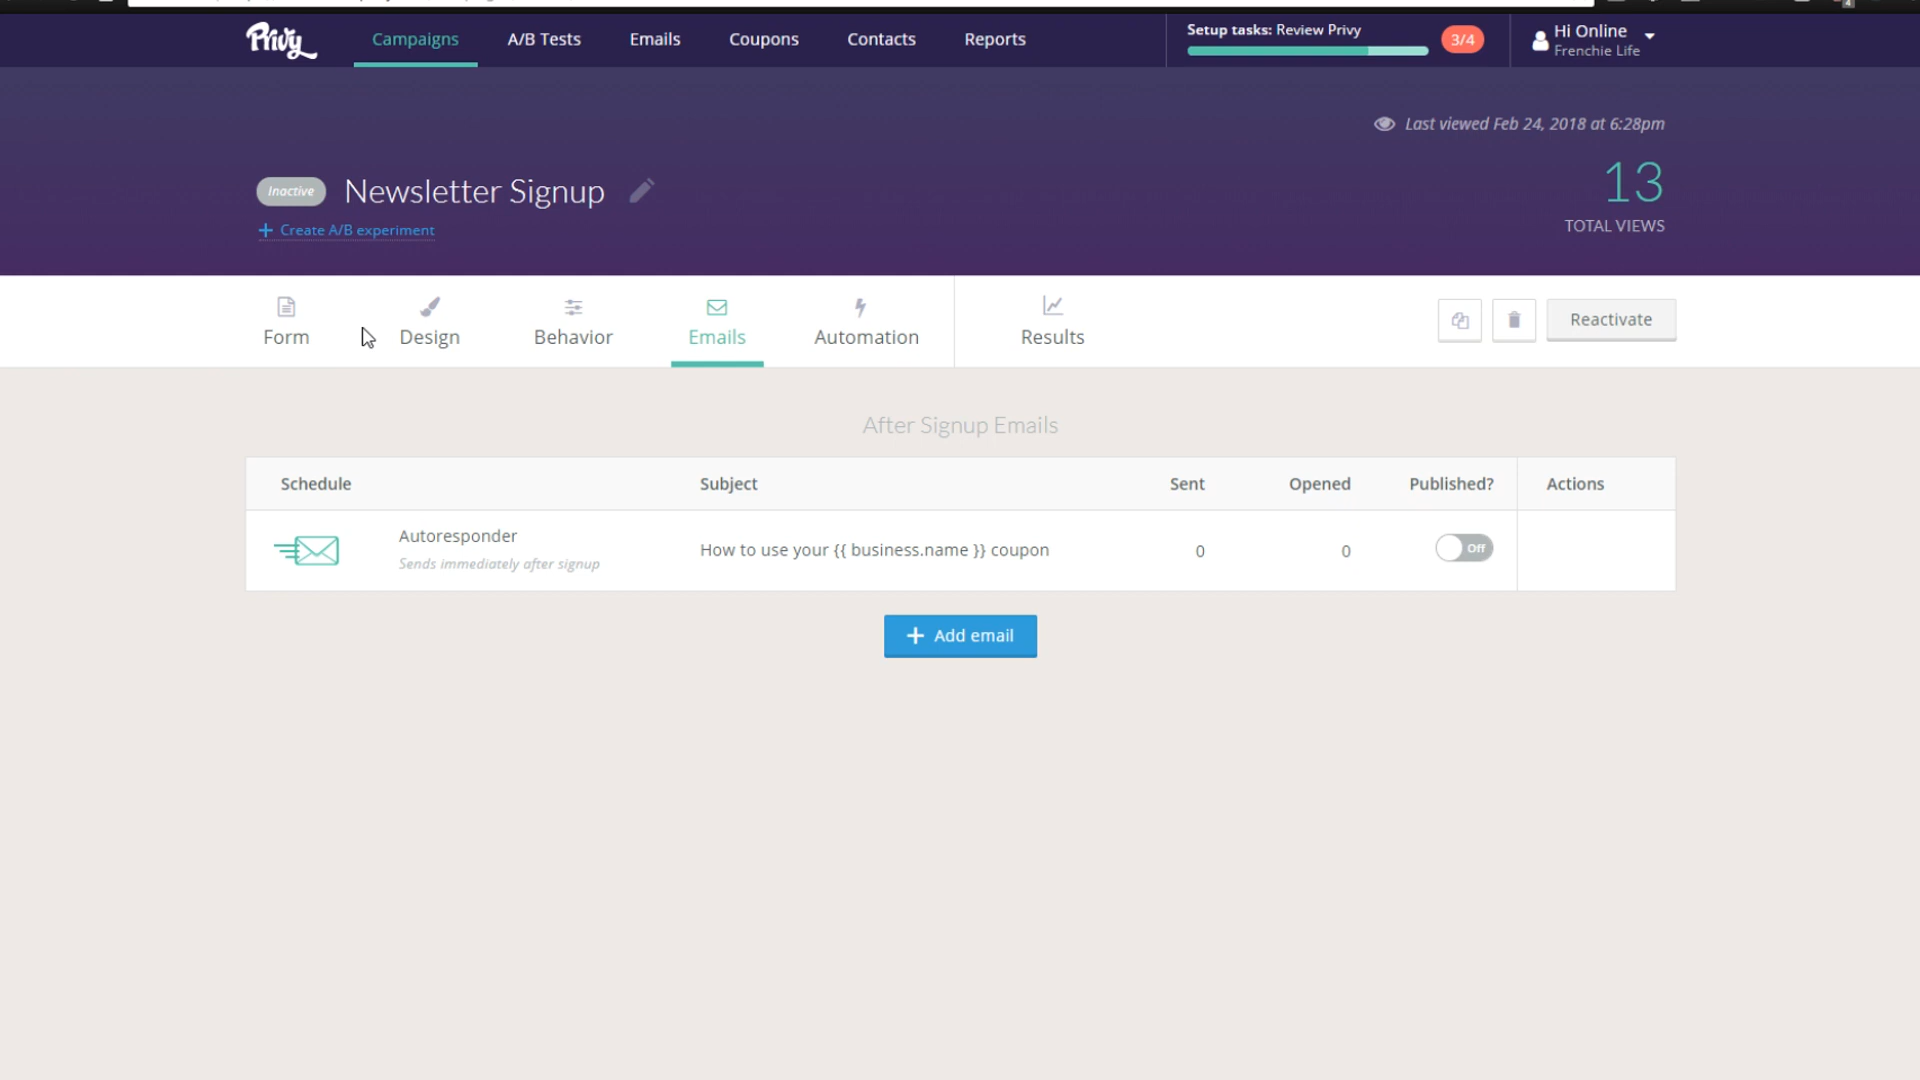 Privy Campaigns A/B Tests Emails Coupons Contacts Reports Setup tasks: Review Privy 3/4 Hi Online
Frenchie Life
Last viewed Feb 24, 2018 at 6:28pm
Inactive Newsletter Signup 13
+ Create A/B experiment TOTAL VIEWS
Form Design Behavior Emails Automation Results Reactivate
After Signup Emails
Schedule Subject Sent Opened Published? Actions
Autoresponder
Sends immediately after signup
How to use your {{ business.name }} coupon 0 0 Off
+ Add email